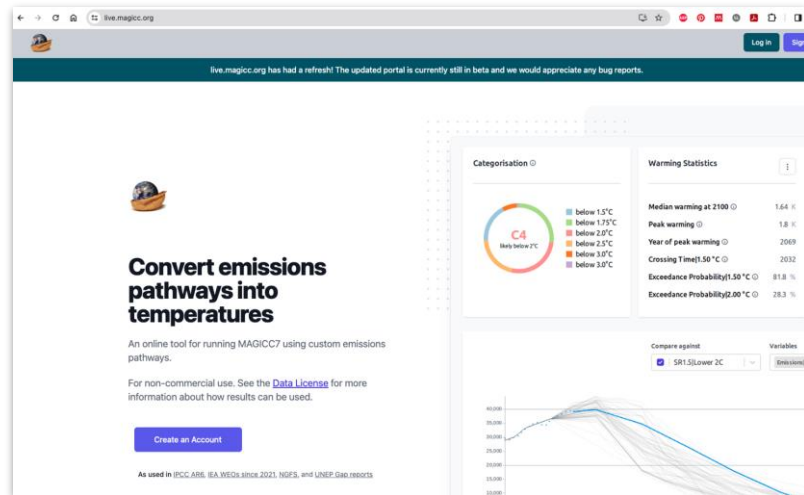 live.magicc.org
Log in
Sign
live.magicc.org has had a refresh! The updated portal is currently still in beta and we would appreciate any bug reports.
Convert emissions
pathways into
temperatures
An online tool for running MAGICC7 using custom emissions
pathways.
For non-commercial use. See the Data License for more
information about how results can be used.
Create an Account
As used in IPCC AR6, IEA WEOs since 2021, NGFS, and UNEP Gap reports
Categorisation
C4
likely below 2°C
below 1.5°C
below 1.75°C
below 2.0°C
below 2.5°C
below 3.0°C
below 3.0°C
Warming Statistics
Median warming at 2100 1.64 K
Peak warming 1.8 K
Year of peak warming 2069
Crossing Time|1.50 °C 2032
Exceedance Probability|1.50 °C 81.8 %
Exceedance Probability|2.00 °C 28.3 %
Compare against
SR1.5|Lower 2C
Variables
Emissions|
40,000
35,000
30,000
25,000
20,000
15,000
10,000